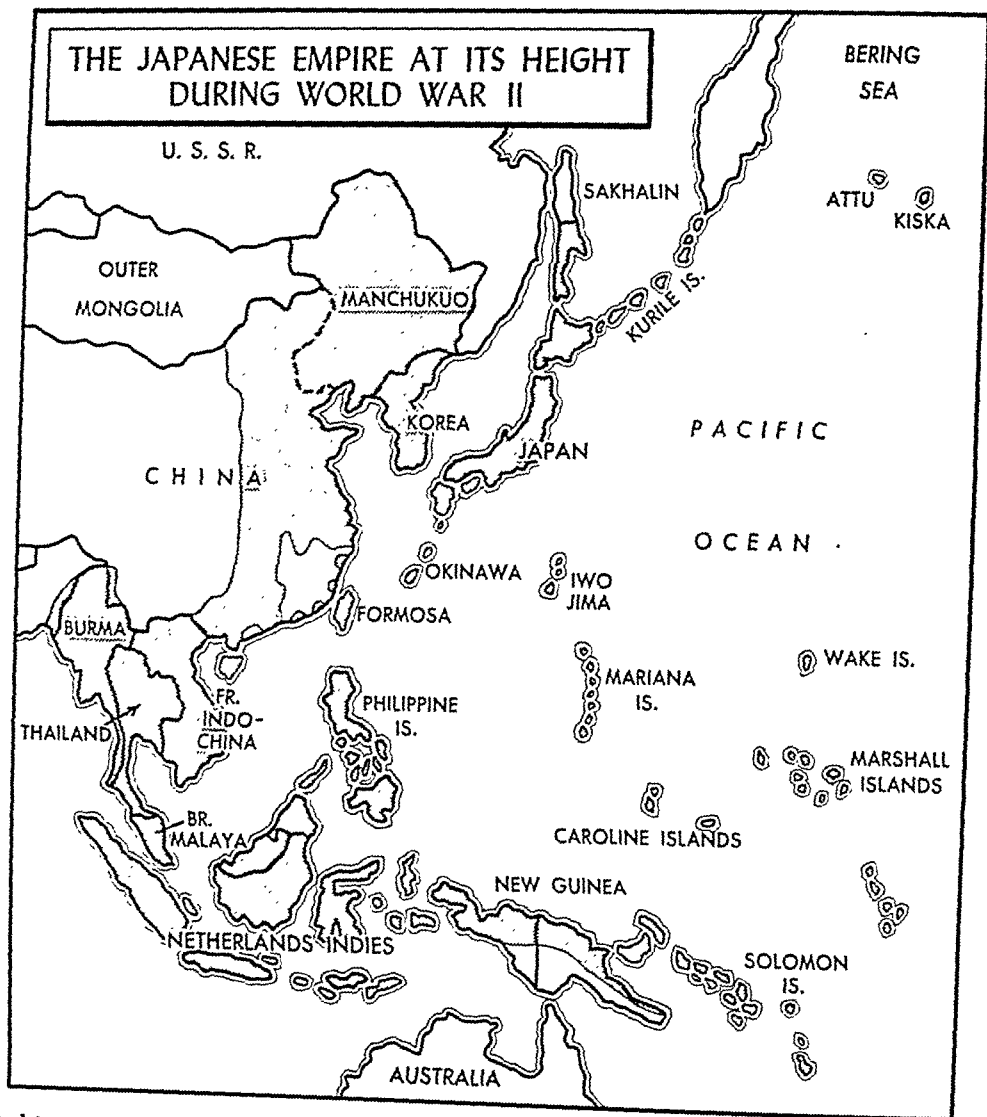 THE JAPANESE EMPIRE AT ITS HEIGHT
DURING WORLD WAR II
BERING
SEA
U. S. S. R.
SAKHALIN
ATTU
KISKA
OUTER
MONGOLIA
MANCHUKUO
KURILE IS.
KOREA
JAPAN
PACIFIC
CHINA
OCEAN
OKINAWA
IWO
JIMA
FORMOSA
BURMA
WAKE IS.
MARIANA
IS.
PHILIPPINE
IS.
FR.
INDO-
CHINA
THAILAND
MARSHALL
ISLANDS
BR.
MALAYA
CAROLINE ISLANDS
NEW GUINEA
NETHERLANDS INDIES
SOLOMON
IS.
AUSTRALIA